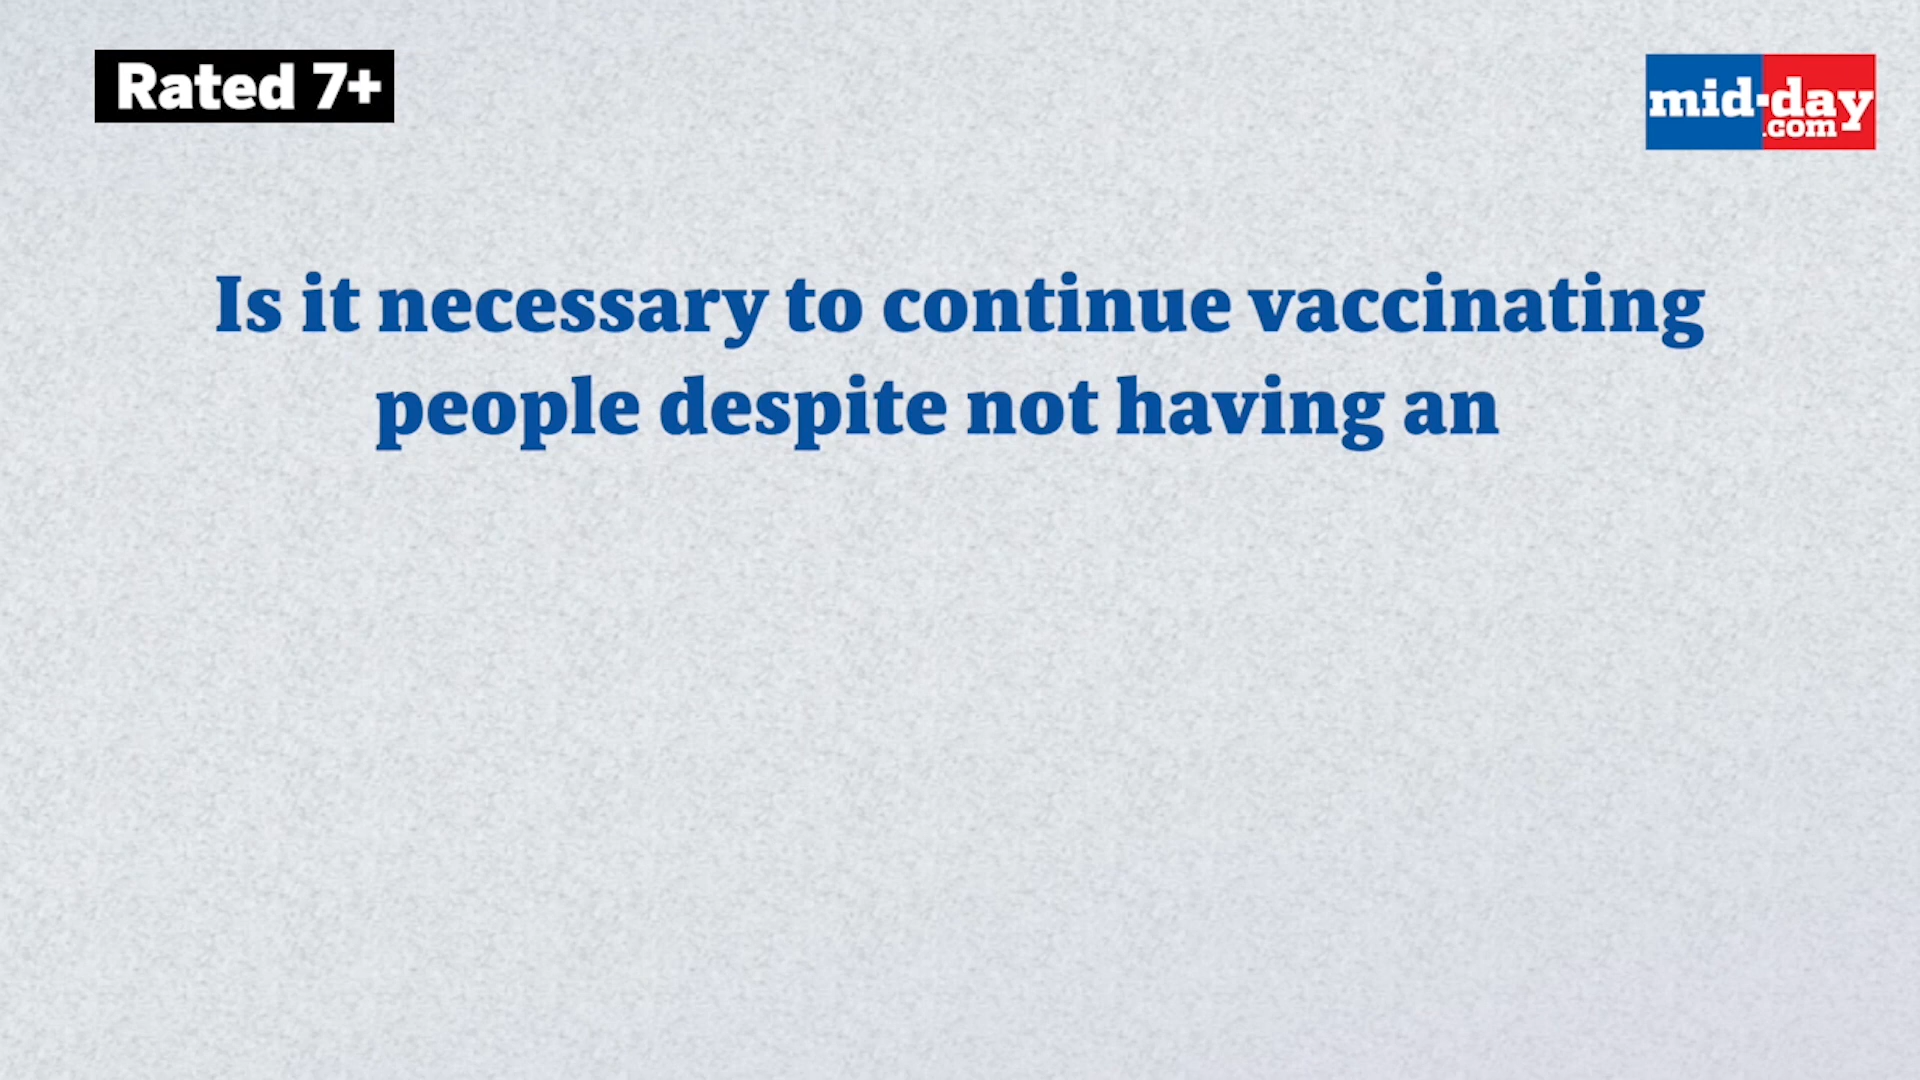 Rated 7+
mid-day
.com
Is it necessary to continue vaccinating
people despite not having an